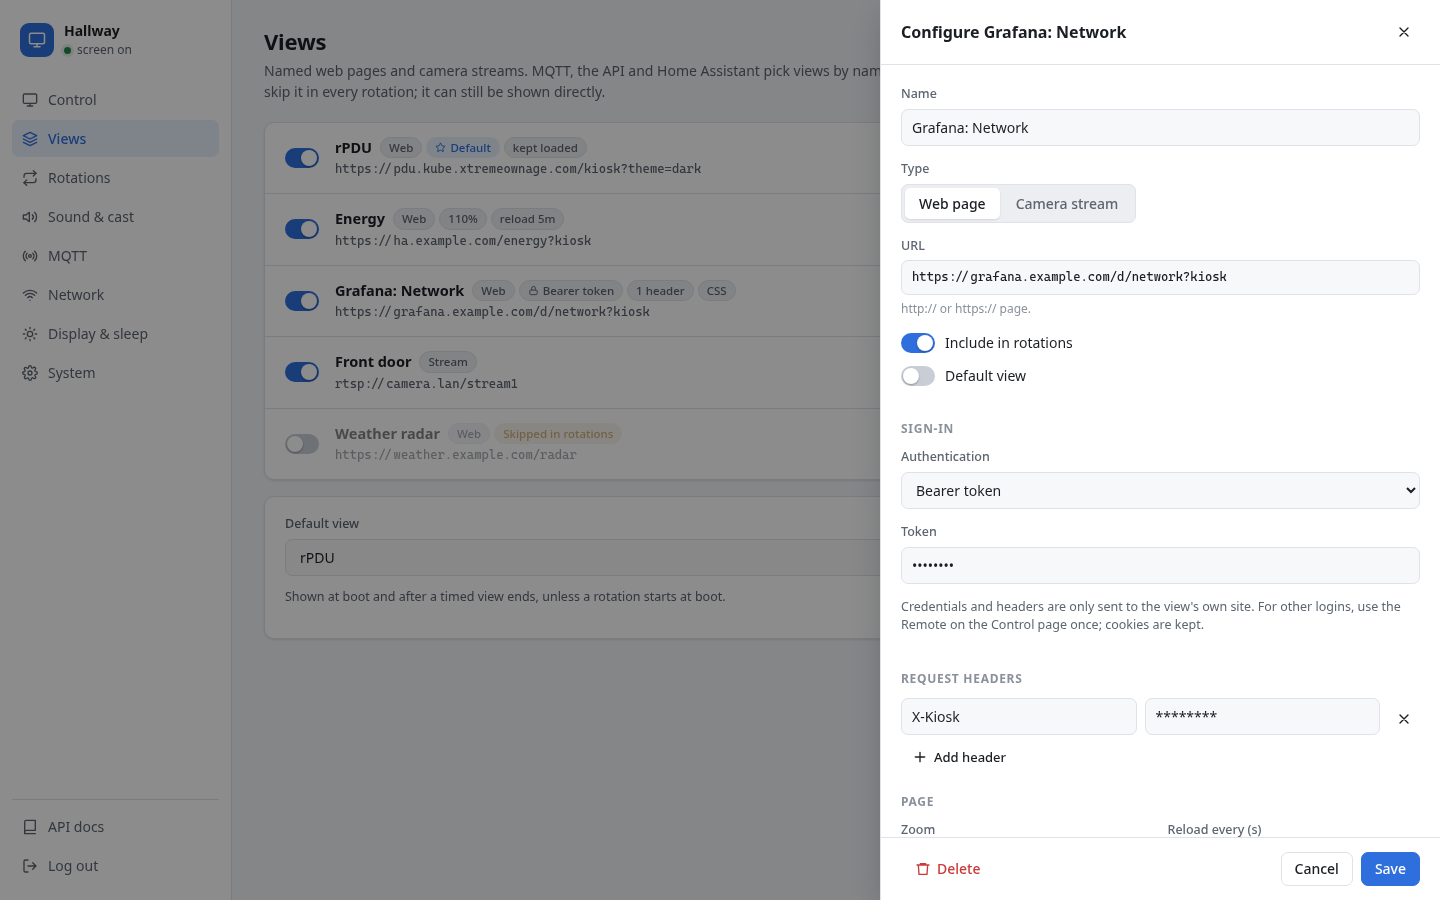 Hallway
screen on
Control
Views
Rotations
Sound & cast
MQTT
Network
Display & sleep
System
API docs
Log out
Views
Named web pages and camera streams. MQTT, the API and Home Assistant pick views by nam
skip it in every rotation; it can still be shown directly.
rPDU Web Default kept loaded
https://pdu.kube.xtremeownage.com/kiosk?theme=dark
Energy Web 110% reload 5m
https://ha.example.com/energy?kiosk
Grafana: Network Web Bearer token 1 header CSS
https://grafana.example.com/d/network?kiosk
Front door Stream
rtsp://camera.lan/stream1
Weather radar Web Skipped in rotations
https://weather.example.com/radar
Default view
rPDU
Shown at boot and after a timed view ends, unless a rotation starts at boot.
Configure Grafana: Network
Name
Grafana: Network
Type
Web page Camera stream
URL
https://grafana.example.com/d/network?kiosk
http:// or https:// page.
Include in rotations
Default view
SIGN-IN
Authentication
Bearer token
Token
••••••••
Credentials and headers are only sent to the view's own site. For other logins, use the
Remote on the Control page once; cookies are kept.
REQUEST HEADERS
X-Kiosk ********
Add header
PAGE
Zoom Reload every (s)
Delete Cancel Save